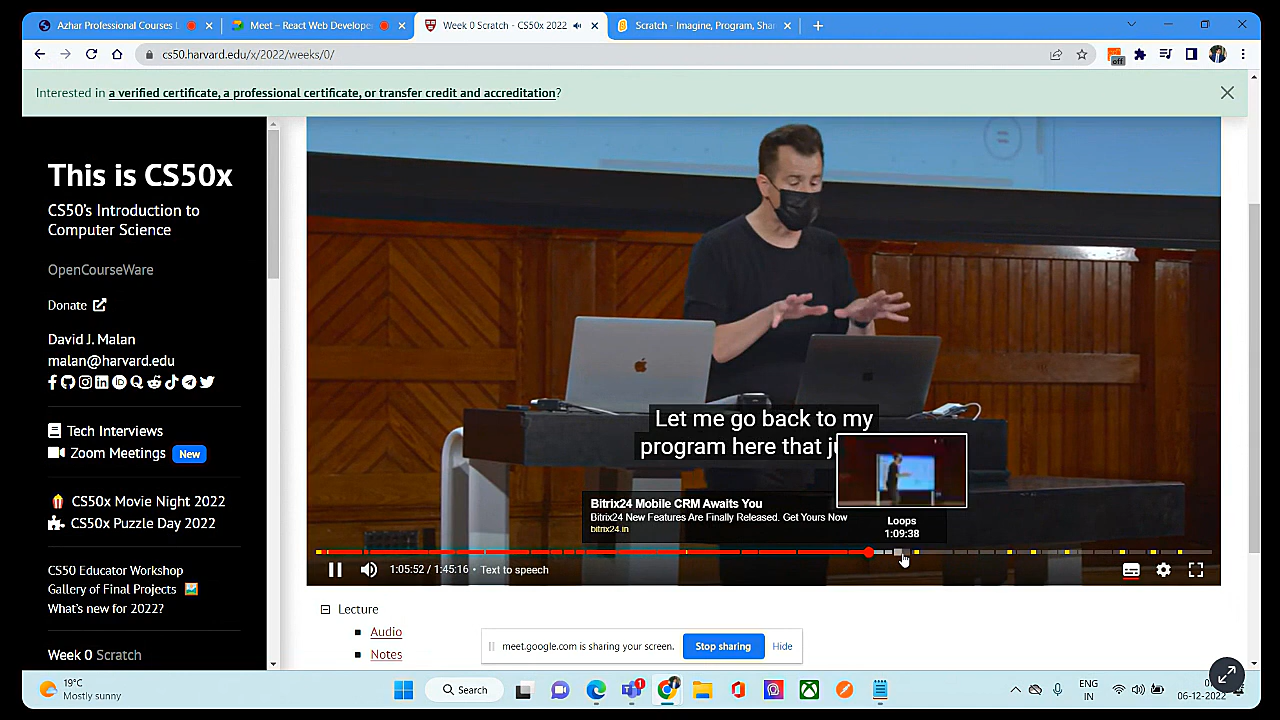 Azhar Professional Courses L
Meet – React Web Develope
Week 0 Scratch - CS50x 2022
Scratch - Imagine, Program, Shar
cs50.harvard.edu/x/2022/weeks/0/
off
Interested in a verified certificate, a professional certificate, or transfer credit and accreditation?
This is CS50x
CS50’s Introduction to
Computer Science
OpenCourseWare
Donate
David J. Malan
malan@harvard.edu
Tech Interviews
Zoom Meetings New
CS50x Movie Night 2022
CS50x Puzzle Day 2022
CS50 Educator Workshop
Gallery of Final Projects
What’s new for 2022?
Week 0 Scratch
Let me go back to my
program here that ju
Bitrix24 Mobile CRM Awaits You
Bitrix24 New Features Are Finally Released. Get Yours Now
bitrix24.in
Loops
1:09:38
1:05:52 / 1:45:16 • Text to speech
Lecture
Audio
Notes
meet.google.com is sharing your screen.
Stop sharing
Hide
19°C
Mostly sunny
Search
1
ENG
IN
06-12-2022